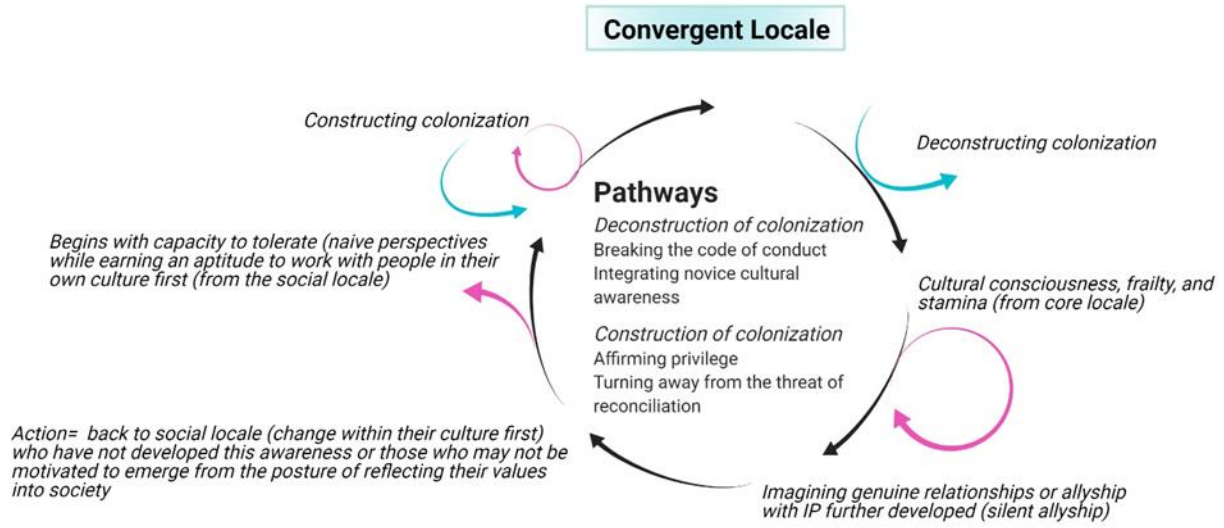 Convergent Locale
Constructing colonization
Deconstructing colonization
Pathways
Deconstruction of colonization
Breaking the code of conduct
Integrating novice cultural
awareness
Construction of colonization
Affirming privilege
Turning away from the threat of
reconciliation
Begins with capacity to tolerate (naive perspectives
while earning an aptitude to work with people in their
own culture first (from the social locale)
Cultural consciousness, frailty, and
stamina (from core locale)
Action= back to social locale (change within their culture first)
who have not developed this awareness or those who may not be
motivated to emerge from the posture of reflecting their values
into society
Imagining genuine relationships or allyship
with IP further developed (silent allyship)